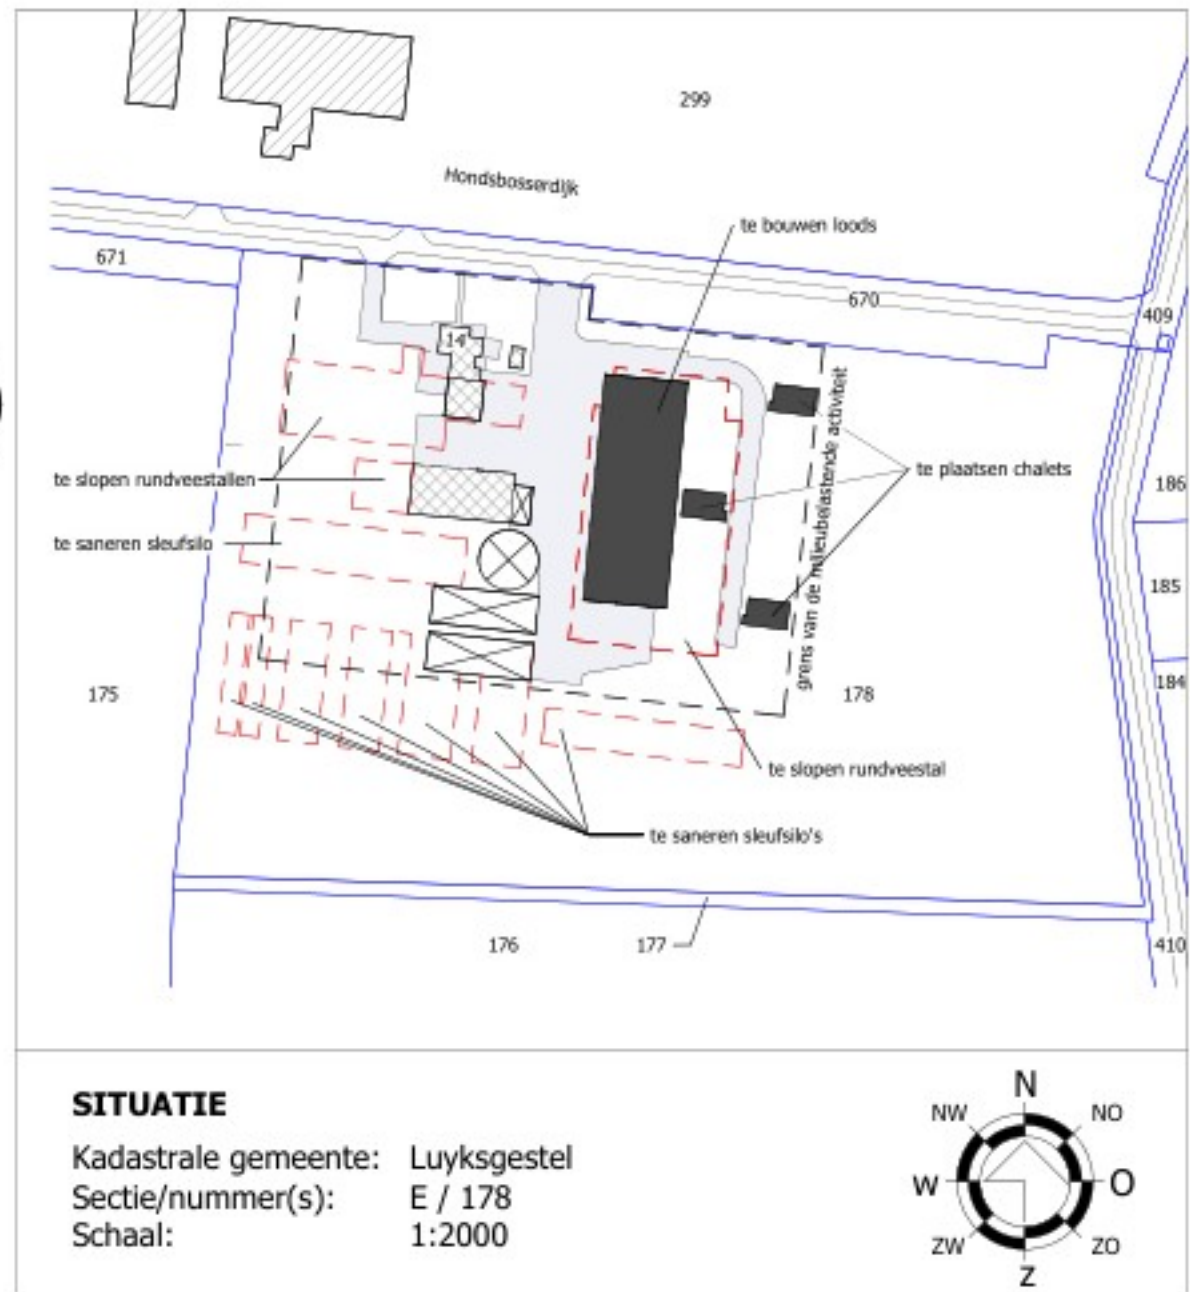 299
Hondsbosserdijk
te bouwen loods
671
670
409
14
grens van de milieubelastende activiteit
te plaatsen chalets
te slopen rundveestallen
186
te saneren sleufsilo
185
175
178
184
te slopen rundveestal
te saneren sleufsilo's
176
177
410
SITUATIE
Kadastrale gemeente: Luyksgestel
Sectie/nummer(s): E / 178
Schaal: 1:2000
N
NW
NO
W
O
ZW
ZO
Z